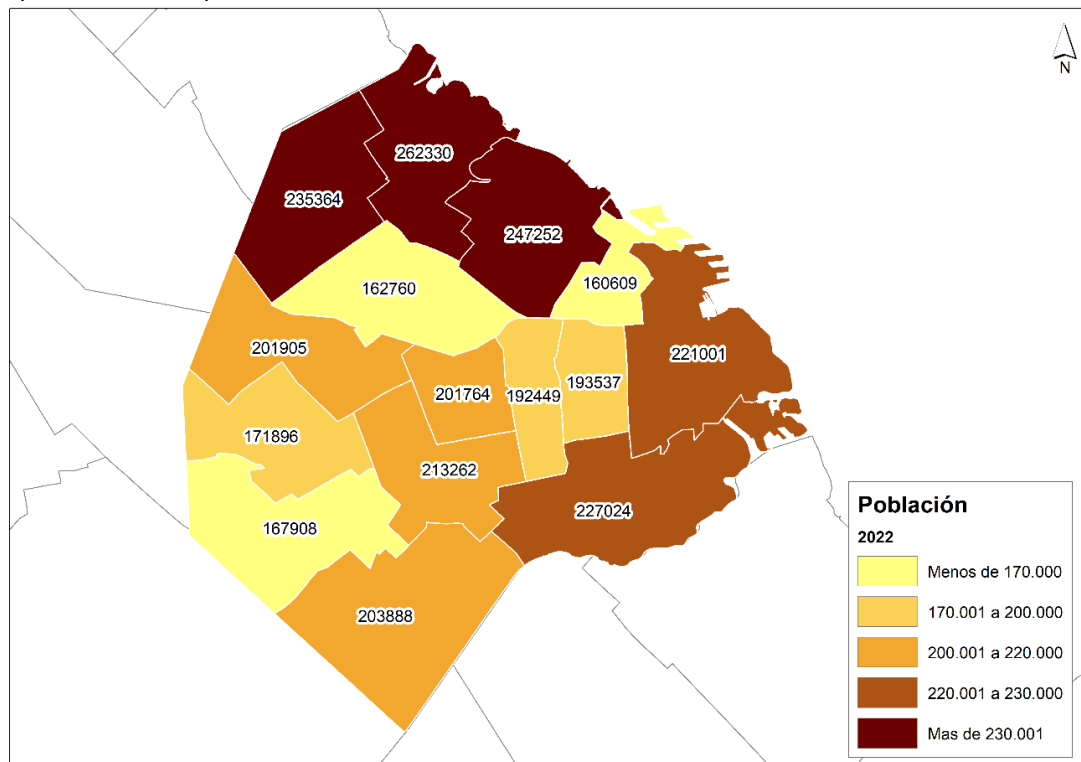 N
262330
235364
247252
160609
162760
201905
221001
193537
201764
192449
171896
213262
227024
167908
203888
Población
2022
Menos de 170.000
170.001 a 200.000
200.001 a 220.000
220.001 a 230.000
Mas de 230.001